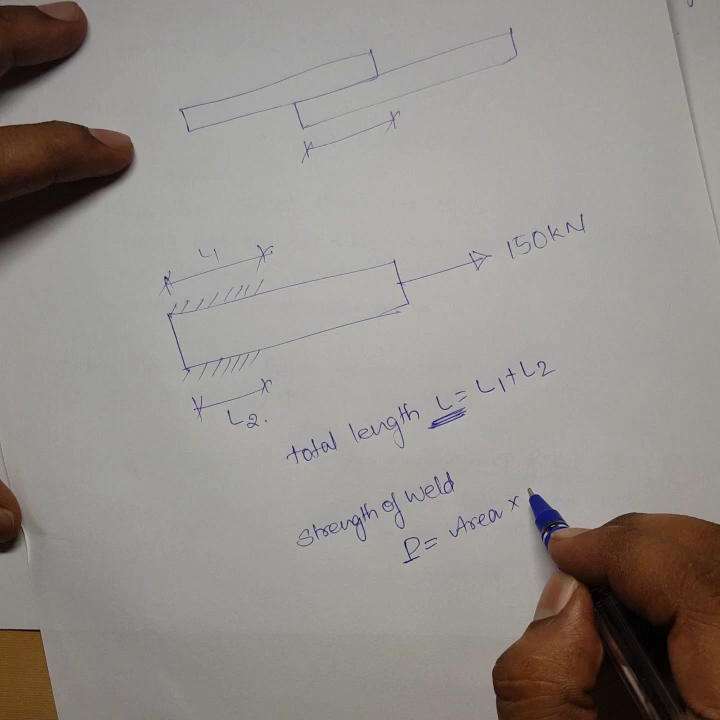 L1
150KN
L2.
total length L = L1+L2
strength of weld
P = Area x